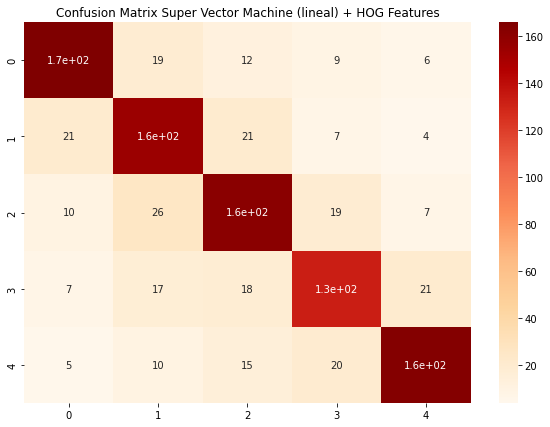 Confusion Matrix Super Vector Machine (lineal) + HOG Features
0 1.7e+02 19 12 9 6
1 21 1.6e+02 21 7 4
2 10 26 1.6e+02 19 7
3 7 17 18 1.3e+02 21
4 5 10 15 20 1.6e+02
0 1 2 3 4
160
140
120
100
80
60
40
20